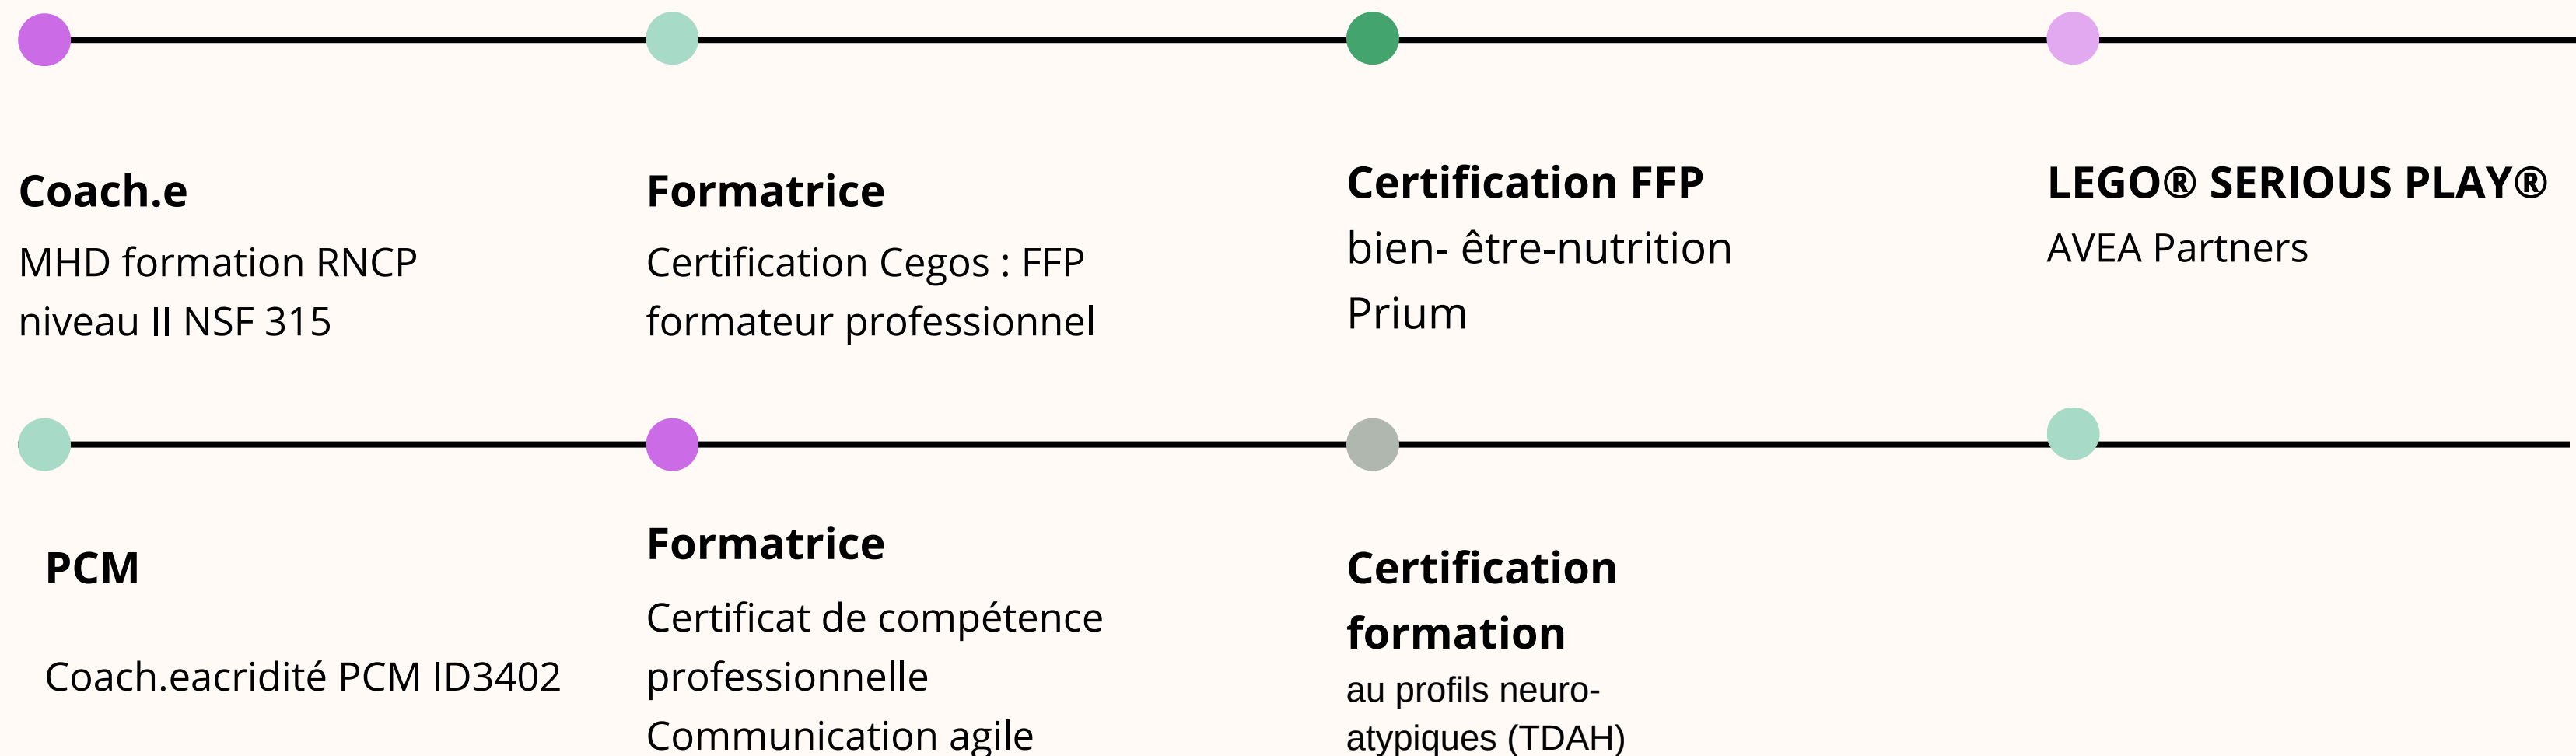 Coach.e
MHD formation RNCP
niveau II NSF 315
Formatrice
Certification Cegos : FFP
formateur professionnel
Certification FFP
bien- être-nutrition
Prium
LEGO® SERIOUS PLAY®
AVEA Partners
PCM
Coach.eacridité PCM ID3402
Formatrice
Certificat de compétence
professionnelle
Communication agile
Certification
formation
au profils neuro-
atypiques (TDAH)